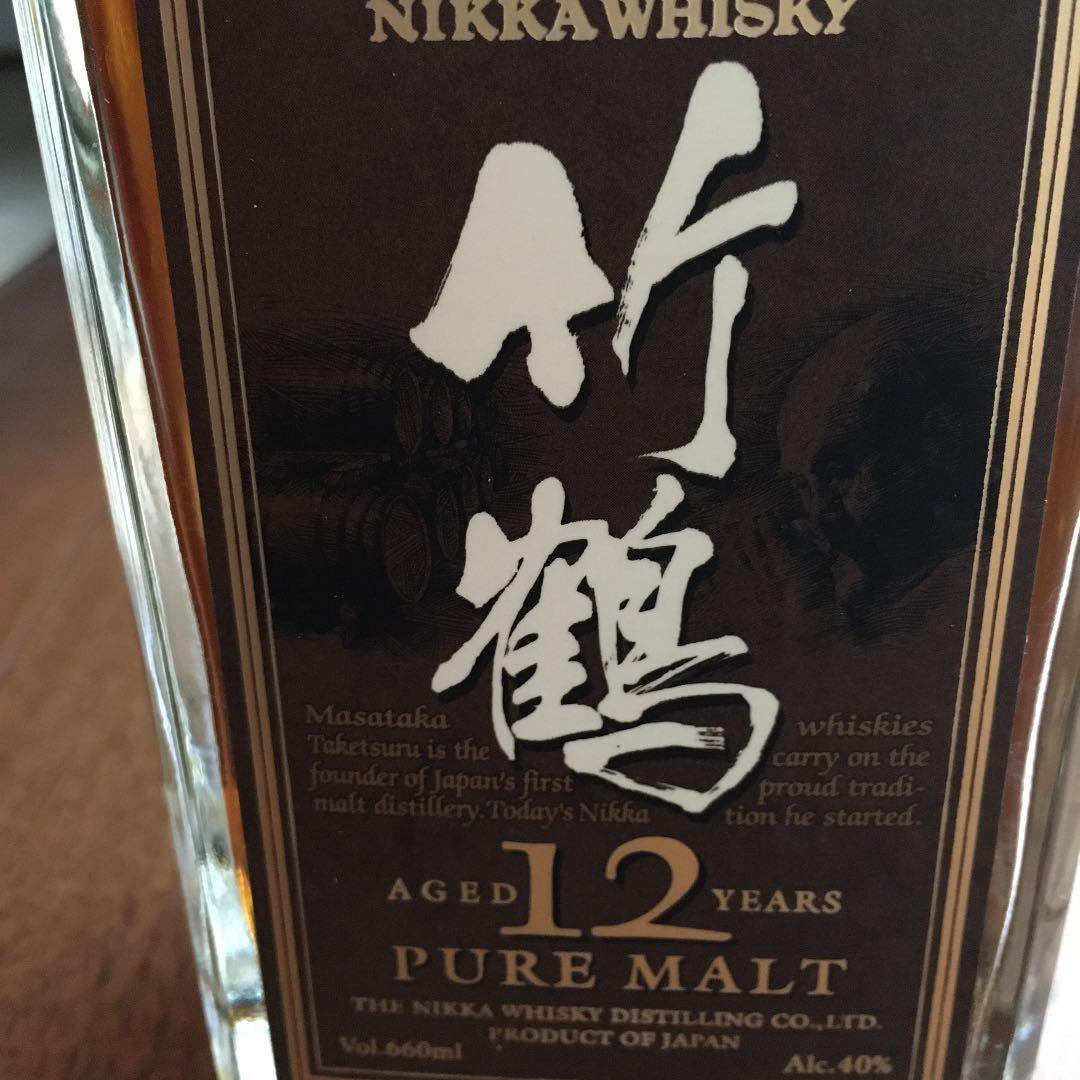 NIKKA WHISKY
竹鶴
Masataka
Taketsuru is the
founder of Japan's first
malt distillery. Today's Nikka
whiskies
carry on the
proud tradi-
tion he started.
AGED 12 YEARS
PURE MALT
THE NIKKA WHISKY DISTILLING CO., LTD.
PRODUCT OF JAPAN
Vol. 660ml
Alc. 40%